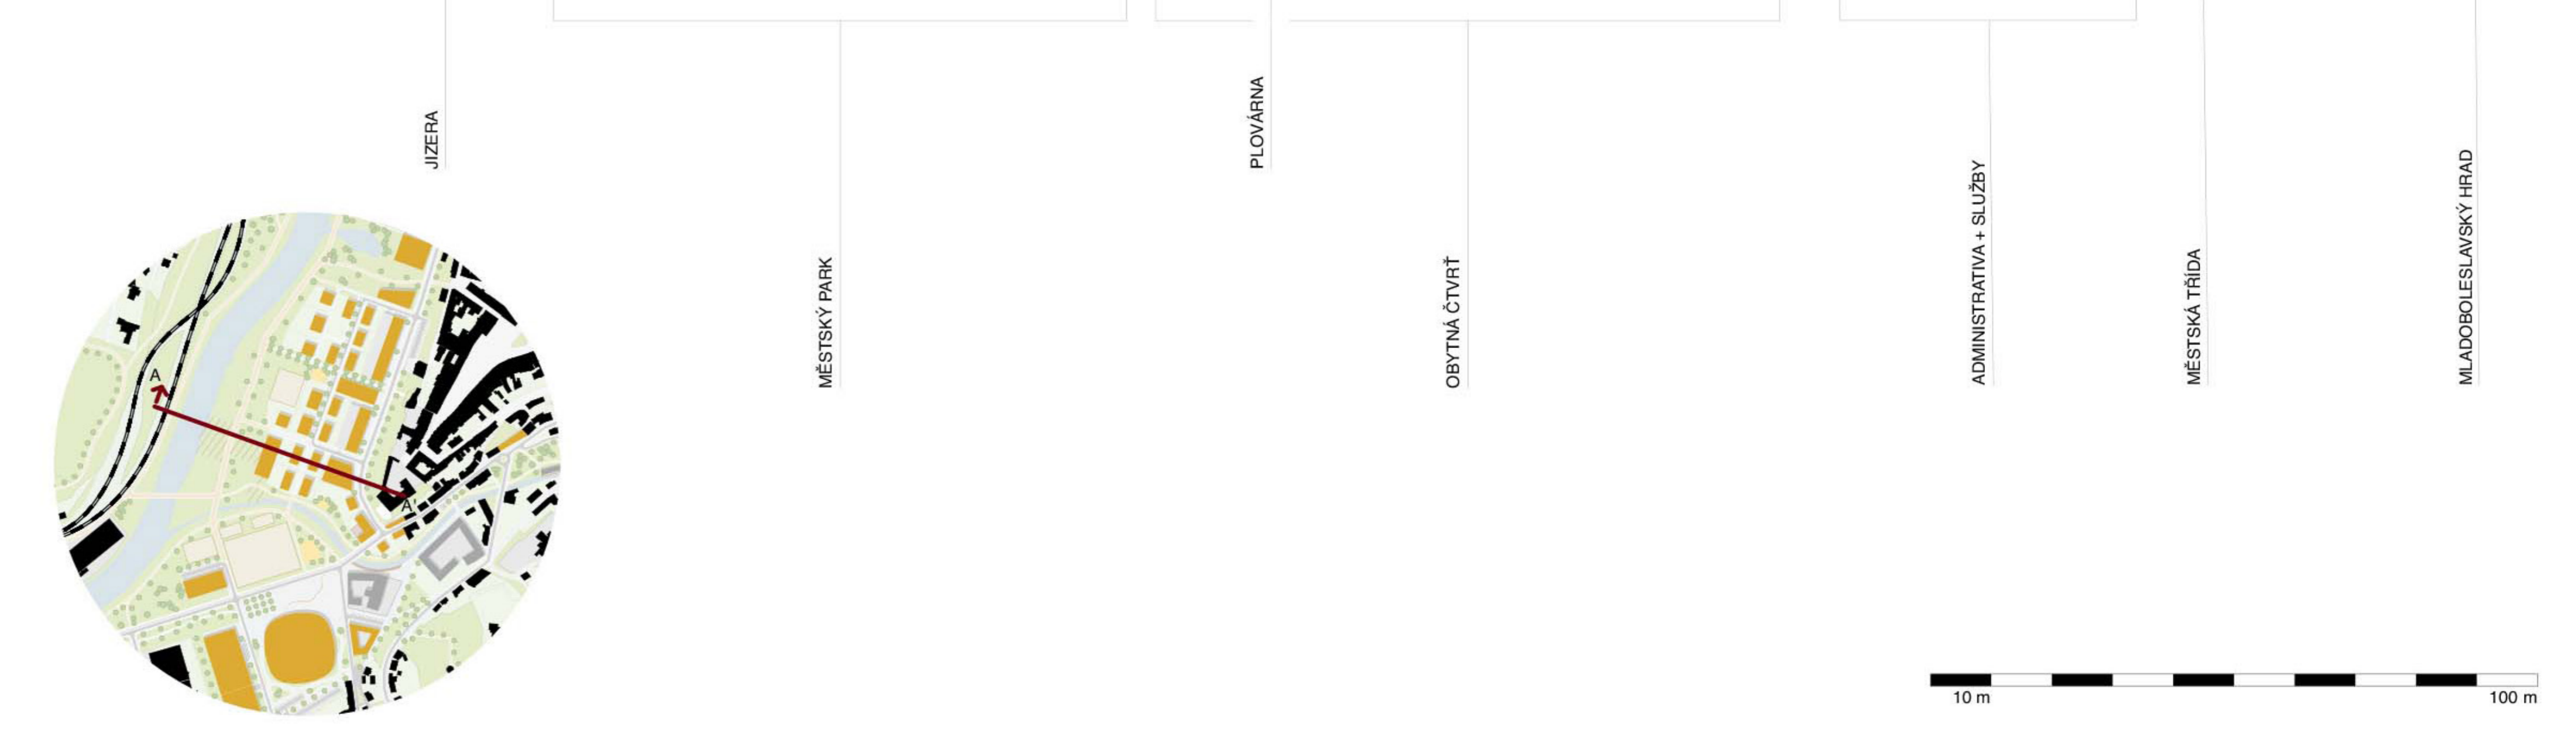 JIZERA
MĚSTSKÝ PARK
PLOVÁRNA
OBYTNÁ ČTVRŤ
ADMINISTRATIVA + SLUŽBY
MĚSTSKÁ TŘÍDA
MLADOBOLESLAVSKÝ HRAD
A
A'
10 m
100 m